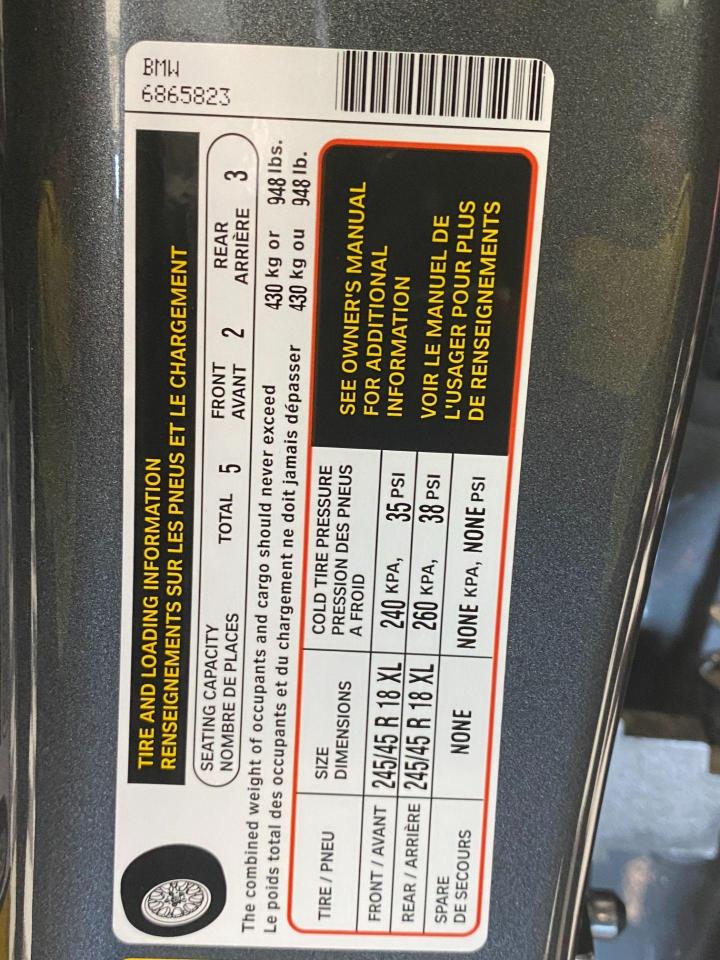 BMW
6865823
TIRE AND LOADING INFORMATION
RENSEIGNEMENTS SUR LES PNEUS ET LE CHARGEMENT
SEATING CAPACITY
NOMBRE DE PLACES
TOTAL 5
FRONT
AVANT 2
REAR
ARRIÈRE 3
The combined weight of occupants and cargo should never exceed 430 kg or 948 lbs.
Le poids total des occupants et du chargement ne doit jamais dépasser 430 kg ou 948 lb.
TIRE / PNEU
SIZE
DIMENSIONS
COLD TIRE PRESSURE
PRESSION DES PNEUS
A FROID
FRONT / AVANT 245/45 R 18 XL 240 KPA, 35 PSI
REAR / ARRIÈRE 245/45 R 18 XL 260 KPA, 38 PSI
SPARE
DE SECOURS
NONE NONE KPA, NONE PSI
SEE OWNER'S MANUAL
FOR ADDITIONAL
INFORMATION
VOIR LE MANUEL DE
L'USAGER POUR PLUS
DE RENSEIGNEMENTS